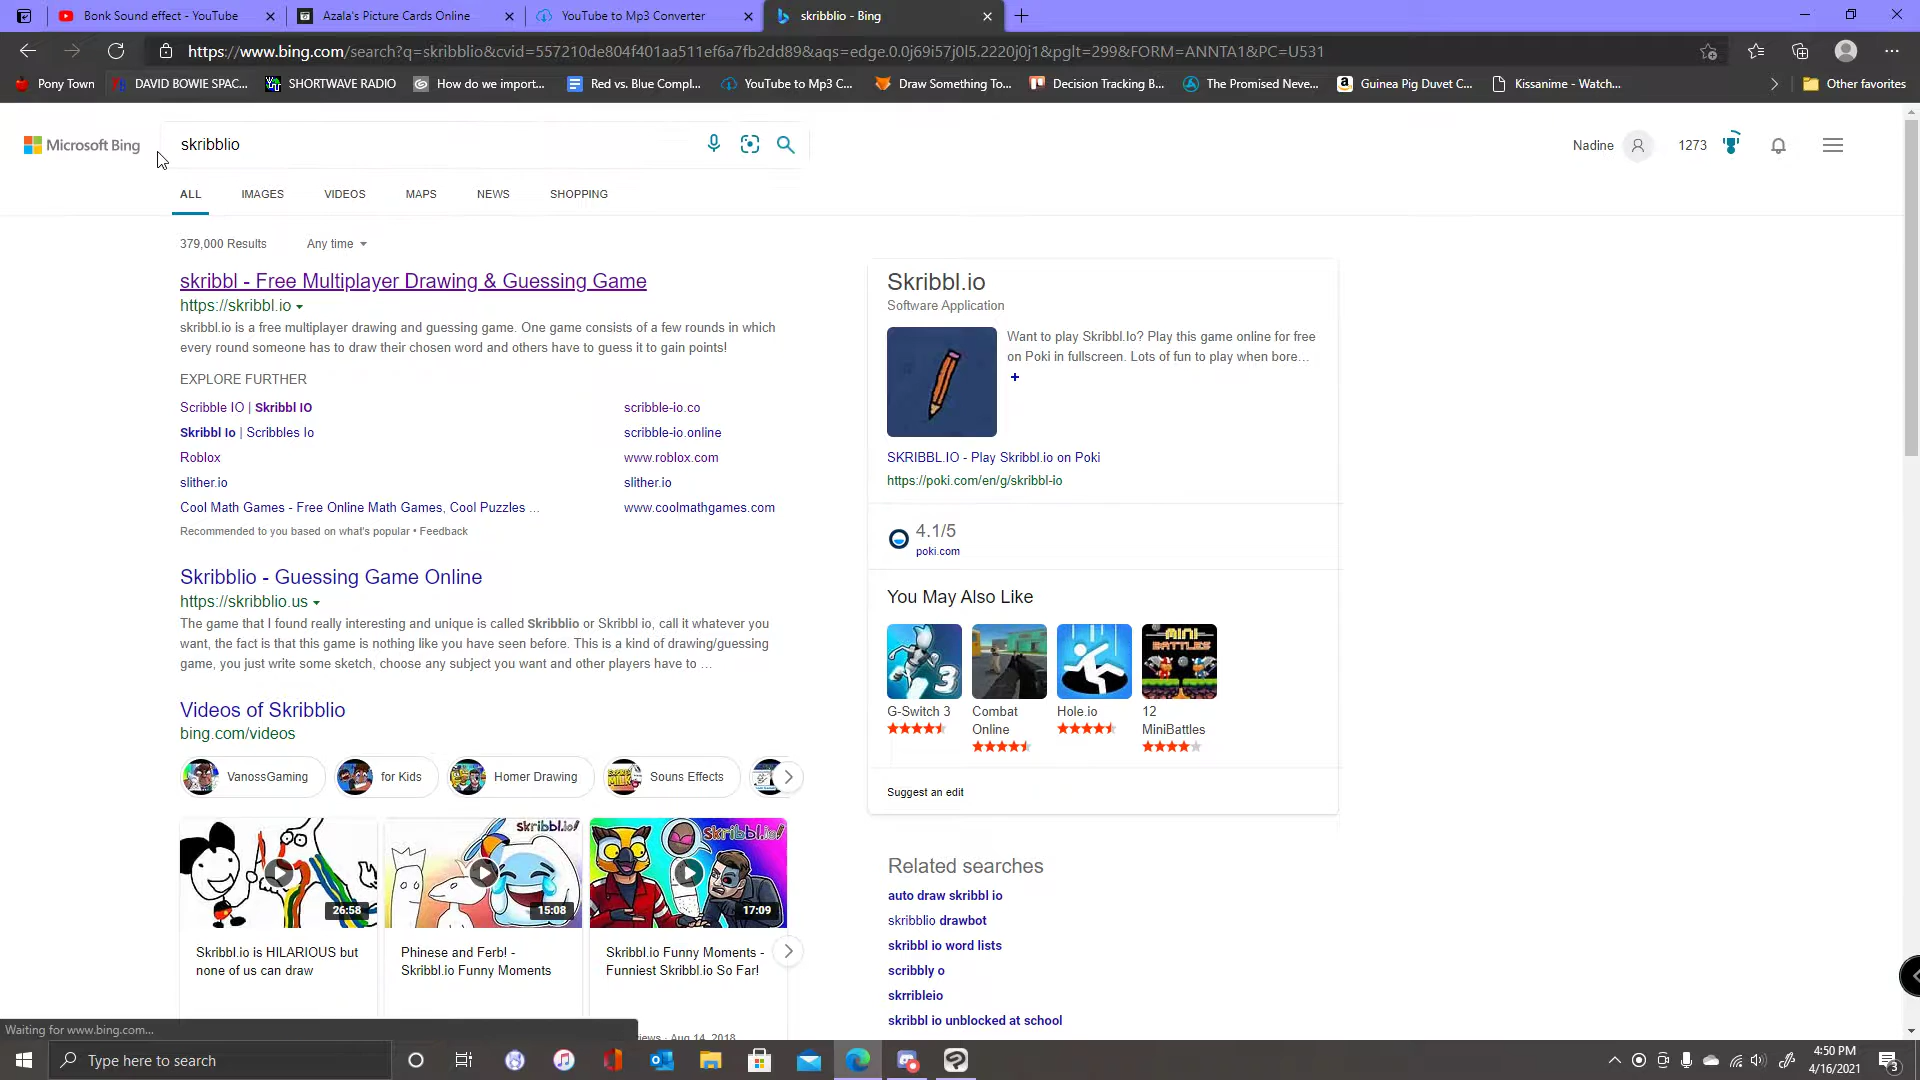 Bonk Sound effect - YouTube
Azala's Picture Cards Online
YouTube to Mp3 Converter
skribblio - Bing
https://www.bing.com/search?q=skribblio&cvid=557210de804f401aa511ef6a7fb2dd89&aqs=edge.0.0j69i57j0l5.2220j0j1&pglt=299&FORM=ANNTA1&PC=U531
Pony Town
DAVID BOWIE SPAC...
SHORTWAVE RADIO
How do we import...
Red vs. Blue Compl...
YouTube to Mp3 C...
Draw Something To...
Decision Tracking B...
The Promised Neve...
Guinea Pig Duvet C...
Kissanime - Watch...
Other favorites
Microsoft Bing
skribblio
Nadine
1273
ALL
IMAGES
VIDEOS
MAPS
NEWS
SHOPPING
379,000 Results
Any time
skribbl - Free Multiplayer Drawing & Guessing Game
https://skribbl.io
skribbl.io is a free multiplayer drawing and guessing game. One game consists of a few rounds in which
every round someone has to draw their chosen word and others have to guess it to gain points!
EXPLORE FURTHER
Scribble IO | Skribbl IO
scribble-io.co
Skribbl Io | Scribbles Io
scribble-io.online
Roblox
www.roblox.com
slither.io
slither.io
Cool Math Games - Free Online Math Games, Cool Puzzles ...
www.coolmathgames.com
Recommended to you based on what's popular • Feedback
Skribblio - Guessing Game Online
https://skribblio.us
The game that I found really interesting and unique is called Skribblio or Skribbl io, call it whatever you
want, the fact is that this game is nothing like you have seen before. This is a kind of drawing/guessing
game, you just write some sketch, choose any subject you want and other players have to ...
Videos of Skribblio
bing.com/videos
VanossGaming
for Kids
Homer Drawing
Souns Effects
26:58
skribbl.io!
15:08
skribbl.io!
17:09
Skribbl.io is HILARIOUS but
none of us can draw
Phinese and Ferb! -
Skribbl.io Funny Moments
Skribbl.io Funny Moments -
Funniest Skribbl.io So Far!
Skribbl.io
Software Application
Want to play Skribbl.Io? Play this game online for free
on Poki in fullscreen. Lots of fun to play when bore...
SKRIBBL.IO - Play Skribbl.io on Poki
https://poki.com/en/g/skribbl-io
4.1/5
poki.com
You May Also Like
3
MINI
BATTLES
G-Switch 3
Combat
Online
Hole.io
12
MiniBattles
Suggest an edit
Related searches
auto draw skribbl io
skribblio drawbot
skribbl io word lists
scribbly o
skrribleio
skribbl io unblocked at school
Waiting for www.bing.com...
iews · Aug 14, 2018
Type here to search
4:50 PM
4/16/2021
3